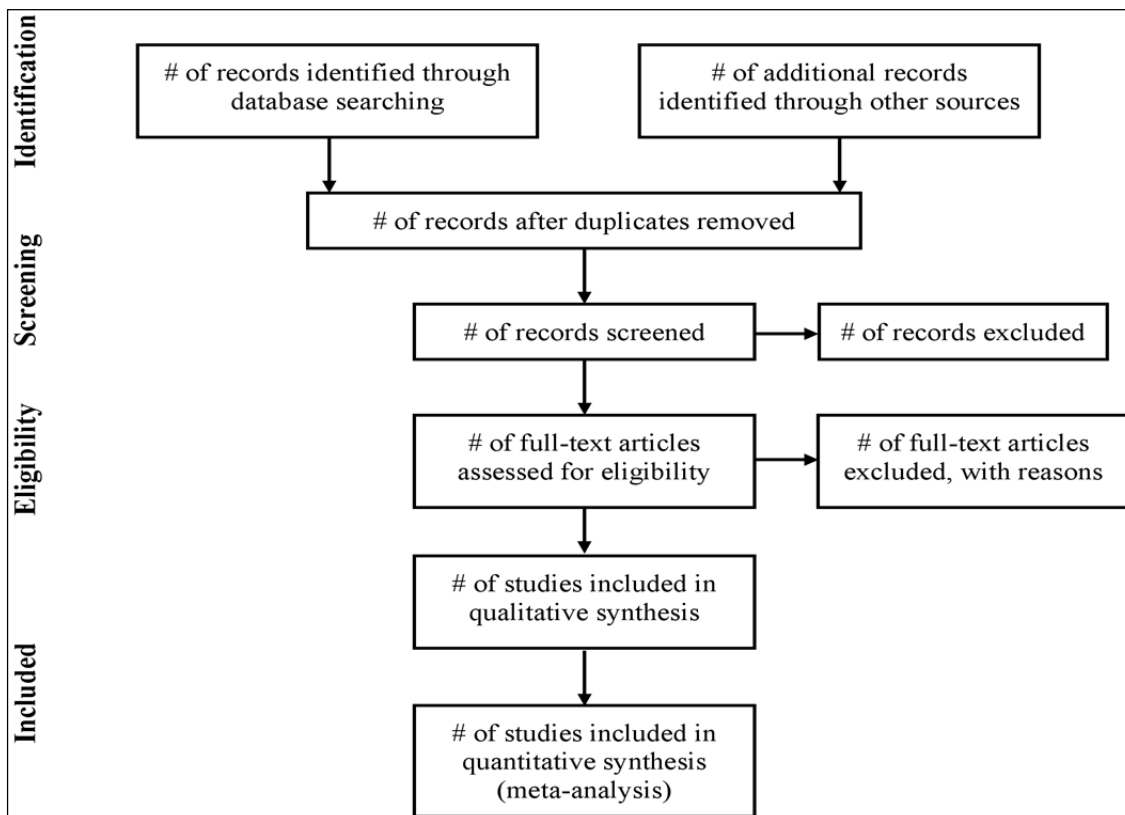 Identification
# of records identified through
database searching
# of additional records
identified through other sources
# of records after duplicates removed
Screening
# of records screened
# of records excluded
Eligibility
# of full-text articles
assessed for eligibility
# of full-text articles
excluded, with reasons
# of studies included in
qualitative synthesis
Included
# of studies included in
quantitative synthesis
(meta-analysis)